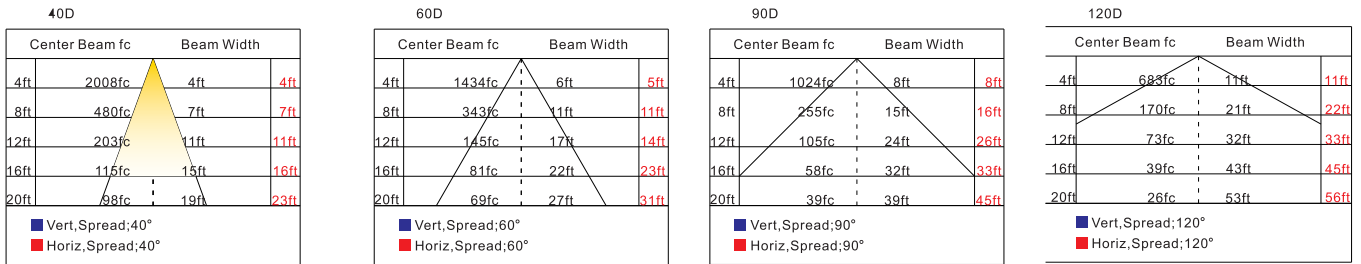 40D
Center Beam fc Beam Width
4ft 2008fc 4ft 4ft
8ft 480fc 7ft 7ft
12ft 203fc 11ft 11ft
16ft 115fc 15ft 16ft
20ft 98fc 19ft 23ft
Vert,Spread;40°
Horiz,Spread;40°
60D
Center Beam fc Beam Width
4ft 1434fc 6ft 5ft
8ft 343fc 11ft 11ft
12ft 145fc 17ft 14ft
16ft 81fc 22ft 23ft
20ft 69fc 27ft 31ft
Vert,Spread;60°
Horiz,Spread;60°
90D
Center Beam fc Beam Width
4ft 1024fc 8ft 8ft
8ft 255fc 15ft 16ft
12ft 105fc 24ft 26ft
16ft 58fc 32ft 33ft
20ft 39fc 39ft 45ft
Vert,Spread;90°
Horiz,Spread;90°
120D
Center Beam fc Beam Width
4ft 683fc 11ft 11ft
8ft 170fc 21ft 22ft
12ft 73fc 32ft 33ft
16ft 39fc 43ft 45ft
20ft 26fc 53ft 56ft
Vert,Spread;120°
Horiz,Spread;120°